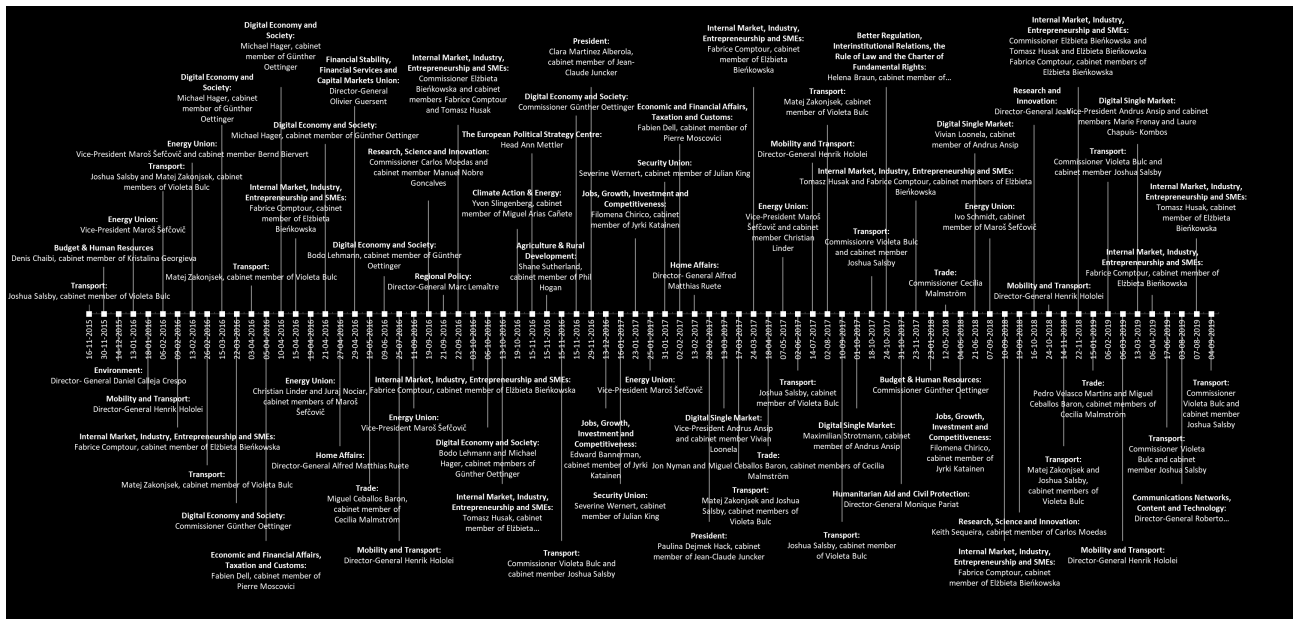 Digital Economy and
Society:
Michael Hager, cabinet
member of Günther
Oettinger
Financial Stability,
Financial Services and
Capital Markets Union:
Director-General
Olivier Guersent
Internal Market, Industry,
Entrepreneurship and SMEs:
Commissioner Elżbieta
Bieńkowska and cabinet
members Fabrice Comptour
and Tomasz Husak
President:
Clara Martinez Alberola,
cabinet member of Jean-
Claude Juncker
Internal Market, Industry,
Entrepreneurship and SMEs:
Fabrice Comptour, cabinet
member of Elżbieta
Bieńkowska
Better Regulation,
Interinstitutional Relations, the
Rule of Law and the Charter of
Fundamental Rights:
Helena Braun, cabinet member of...
Internal Market, Industry,
Entrepreneurship and SMEs:
Commissioner Elżbieta Bieńkowska and
Tomasz Husak and Elżbieta Bieńkowska
Fabrice Comptour, cabinet members of
Elżbieta Bieńkowska
Digital Economy and
Society:
Michael Hager, cabinet
member of Günther
Oettinger
Digital Economy and Society:
Michael Hager, cabinet member of Günther Oettinger
Digital Economy and Society:
Commissioner Günther Oettinger
Economic and Financial Affairs,
Taxation and Customs:
Fabien Dell, cabinet member of
Pierre Moscovici
Transport:
Matej Zakonjsek, cabinet
member of Violeta Bulc
Digital Single Market:
Vivian Loonela, cabinet
member of Andrus Ansip
Research and
Innovation:
Director-General
Digital Single Market:
Vice-President Andrus Ansip and cabinet
members Marie Frenay and Laure
Chapuis- Kombos
Energy Union:
Vice-President Maroš Šefčovič and cabinet member Bernd Biervert
Research, Science and Innovation:
Commissioner Carlos Moedas and
cabinet member Manuel Nobre
Goncalves
The European Political Strategy Centre:
Head Ann Mettler
Security Union:
Severine Wernert, cabinet member of Julian King
Mobility and Transport:
Director-General Henrik Hololei
Transport:
Commissioner Violeta Bulc and
cabinet member Joshua Salsby
Transport:
Joshua Salsby and Matej Zakonjsek, cabinet
members of Violeta Bulc
Internal Market, Industry,
Entrepreneurship and SMEs:
Fabrice Comptour, cabinet
member of Elżbieta
Bieńkowska
Climate Action & Energy:
Yvon Slingenberg, cabinet
member of Miguel Arias Cañete
Jobs, Growth, Investment and
Competitiveness:
Filomena Chirico, cabinet member
of Jyrki Katainen
Internal Market, Industry, Entrepreneurship and SMEs:
Tomasz Husak and Fabrice Comptour, cabinet members of Elżbieta
Bieńkowska
Internal Market, Industry,
Entrepreneurship and SMEs:
Tomasz Husak, cabinet
member of Elżbieta
Bieńkowska
Energy Union:
Vice-President Maroš Šefčovič
Energy Union:
Vice-President Maroš
Šefčovič and cabinet
member Christian
Linder
Energy Union:
Ivo Schmidt, cabinet
member of Maroš Šefčovič
Budget & Human Resources
Denis Chaibi, cabinet member of Kristalina Georgieva
Digital Economy and Society:
Bodo Lehmann, cabinet member of Günther
Oettinger
Agriculture & Rural
Development:
Shane Sutherland,
cabinet member of Phil
Hogan
Transport:
Commissioner Violeta Bulc
and cabinet member
Joshua Salsby
Internal Market, Industry,
Entrepreneurship and SMEs:
Fabrice Comptour, cabinet member of
Elżbieta Bieńkowska
Transport:
Matej Zakonjsek, cabinet member of Violeta Bulc
Regional Policy:
Director-General Marc Lemaître
Home Affairs:
Director- General Alfred
Matthias Ruete
Trade:
Commissioner Cecilia
Malmström
Mobility and Transport:
Director-General Henrik Hololei
Transport:
Joshua Salsby, cabinet member of Violeta Bulc
16-11-2015
30-11-2015
14-12-2015
13-01-2016
18-01-2016
06-02-2016
09-02-2016
26-02-2016
15-03-2016
22-03-2016
03-04-2016
05-04-2016
10-04-2016
14-04-2016
19-04-2016
21-04-2016
27-04-2016
27-04-2016
19-05-2016
09-06-2016
25-07-2016
11-09-2016
19-09-2016
21-09-2016
22-09-2016
06-10-2016
03-10-2016
13-10-2016
19-10-2016
15-11-2016
15-11-2016
29-11-2016
16-01-2017
23-01-2017
25-01-2017
31-01-2017
02-02-2017
07-02-2017
28-02-2017
13-03-2017
17-03-2017
24-03-2017
18-04-2017
05-05-2017
02-06-2017
14-07-2017
12-08-2017
10-09-2017
01-10-2017
18-10-2017
24-10-2017
31-10-2017
23-01-2018
05-12-2018
04-06-2018
21-06-2018
07-09-2018
16-10-2018
24-10-2018
14-11-2018
22-11-2018
15-01-2019
06-02-2019
06-03-2019
13-03-2019
06-04-2019
17-06-2019
03-08-2019
07-08-2019
04-09-2019
Environment:
Director- General Daniel Calleja Crespo
Mobility and Transport:
Director-General Henrik Hololei
Energy Union:
Christian Linder and Juraj Nociar,
cabinet members of Maroš
Šefčovič
Internal Market, Industry, Entrepreneurship and SMEs:
Fabrice Comptour, cabinet member of Elżbieta Bieńkowska
Energy Union:
Vice-President Maroš Šefčovič
Transport:
Joshua Salsby, cabinet
member of Violeta Bulc
Budget & Human Resources:
Commissioner Günther Oettinger
Trade:
Pedro Velasco Martins and Miguel
Ceballos Baron, cabinet members of
Cecilia Malmström
Transport:
Commissioner
Violeta Bulc and
cabinet member
Joshua Salsby
Energy Union:
Vice-President Maroš Šefčovič
Jobs, Growth,
Investment and
Competitiveness:
Edward Bannerman,
cabinet member of Jyrki
Katainen
Digital Single Market:
Vice-President Andrus Ansip
and cabinet member Vivian
Loonela
Digital Single Market:
Maximilian Strotmann, cabinet
member of Andrus Ansip
Jobs, Growth,
Investment and
Competitiveness:
Filomena Chirico,
cabinet member of
Jyrki Katainen
Internal Market, Industry, Entrepreneurship and SMEs:
Fabrice Comptour, cabinet member of Elżbieta Bieńkowska
Digital Economy and Society:
Bodo Lehmann and Michael
Hager, cabinet members of
Günther Oettinger
Transport:
Commissioner Violeta
Bulc and cabinet
member Joshua Salsby
Home Affairs:
Director-General Alfred Matthias Ruete
Trade:
Jon Nyman and Miguel Ceballos Baron, cabinet members of Cecilia
Malmström
Transport:
Matej Zakonjsek and
Joshua Salsby,
cabinet members of
Violeta Bulc
Transport:
Matej Zakonjsek, cabinet member of Violeta Bulc
Trade:
Miguel Ceballos Baron,
cabinet member of
Cecilia Malmström
Internal Market, Industry,
Entrepreneurship and SMEs:
Tomasz Husak, cabinet
member of Elżbieta...
Security Union:
Severine Wernert, cabinet
member of Julian King
Transport:
Matej Zakonjsek and Joshua
Salsby, cabinet members of
Violeta Bulc
Humanitarian Aid and Civil Protection:
Director-General Monique Pariat
Communications Networks,
Content and Technology:
Director-General Roberto...
Digital Economy and Society:
Commissioner Günther Oettinger
President:
Paulina Dejmek Hack, cabinet
member of Jean-Claude Juncker
Transport:
Joshua Salsby, cabinet member
of Violeta Bulc
Research, Science and Innovation:
Keith Sequeira, cabinet member of Carlos Moedas
Economic and Financial Affairs,
Taxation and Customs:
Fabien Dell, cabinet member of
Pierre Moscovici
Mobility and Transport:
Director-General Henrik Hololei
Transport:
Commissioner Violeta Bulc and
cabinet member Joshua Salsby
Internal Market, Industry,
Entrepreneurship and SMEs:
Fabrice Comptour, cabinet
member of Elżbieta Bieńkowska
Mobility and Transport:
Director-General Henrik Hololei